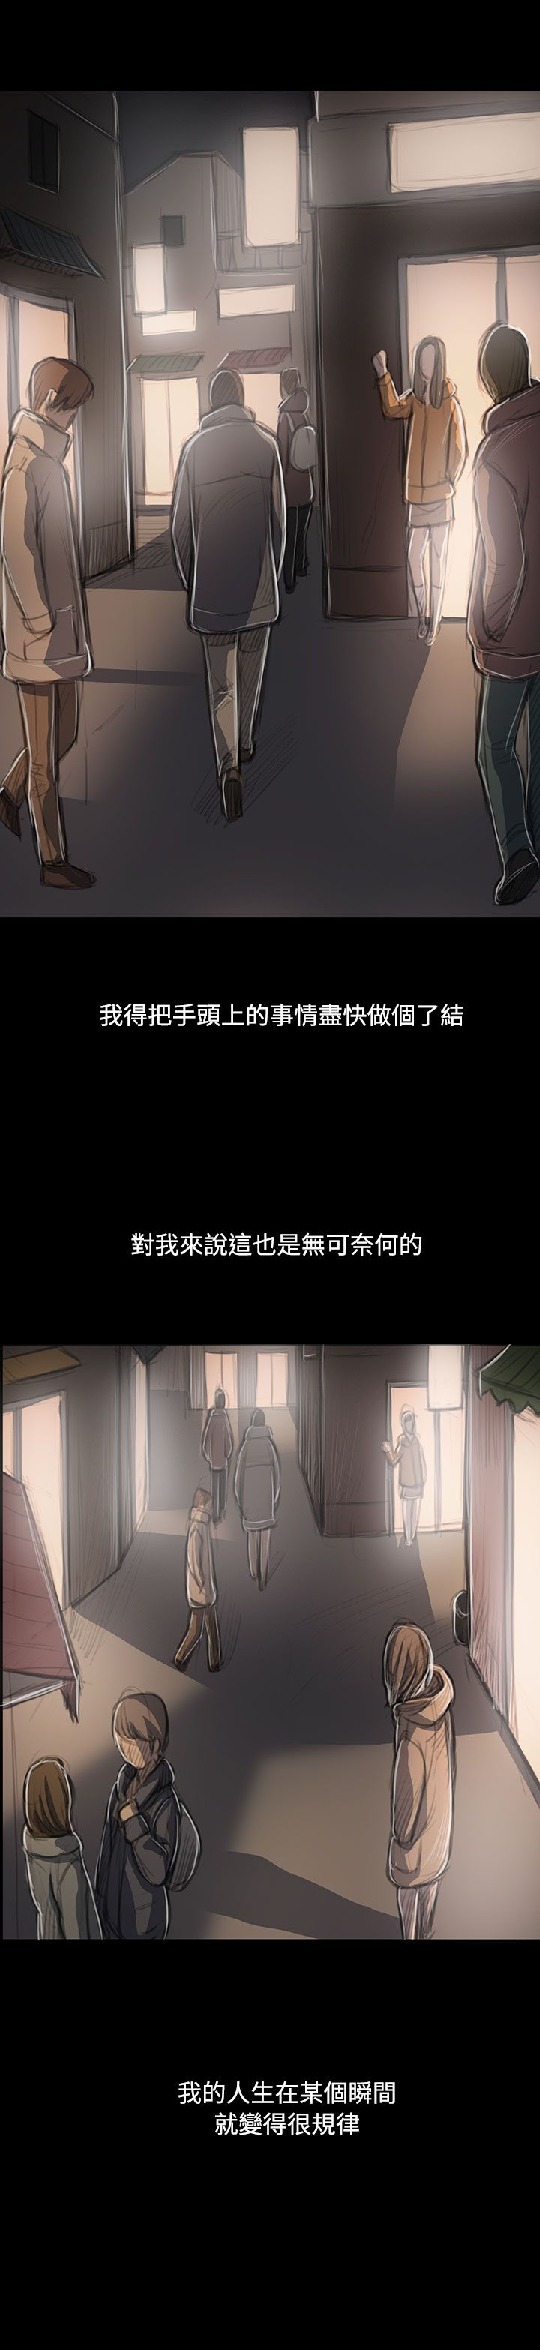 我得把手頭上的事情盡快做個了結
對我來說這也是無可奈何的
我的人生在某個瞬間
就變得很規律